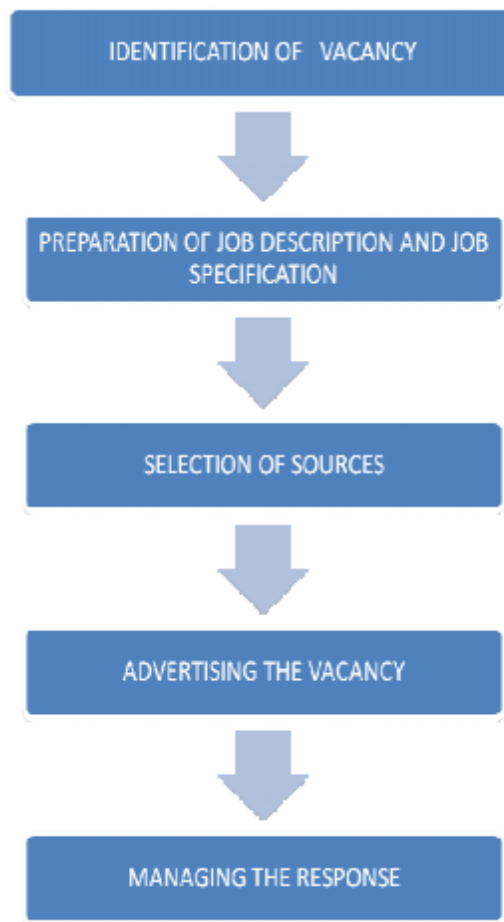 IDENTIFICATION OF VACANCY
PREPARATION OF JOB DESCRIPTION AND JOB
SPECIFICATION
SELECTION OF SOURCES
ADVERTISING THE VACANCY
MANAGING THE RESPONSE